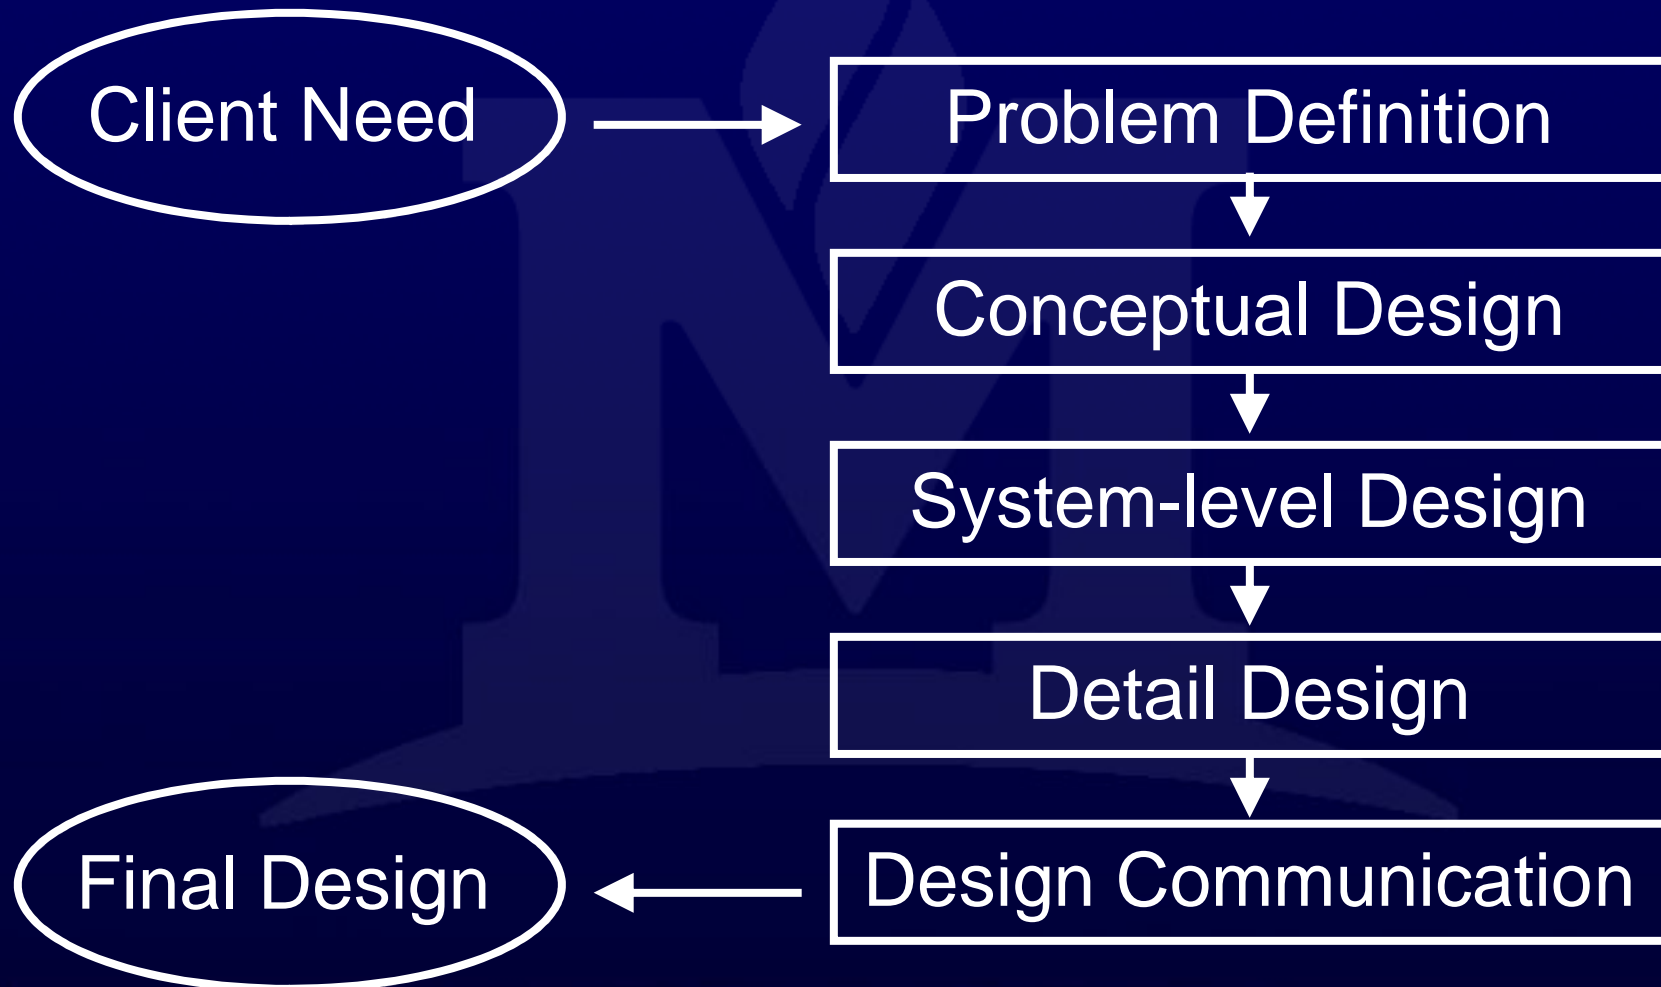 Client Need
Problem Definition
Conceptual Design
System-level Design
Detail Design
Design Communication
Final Design